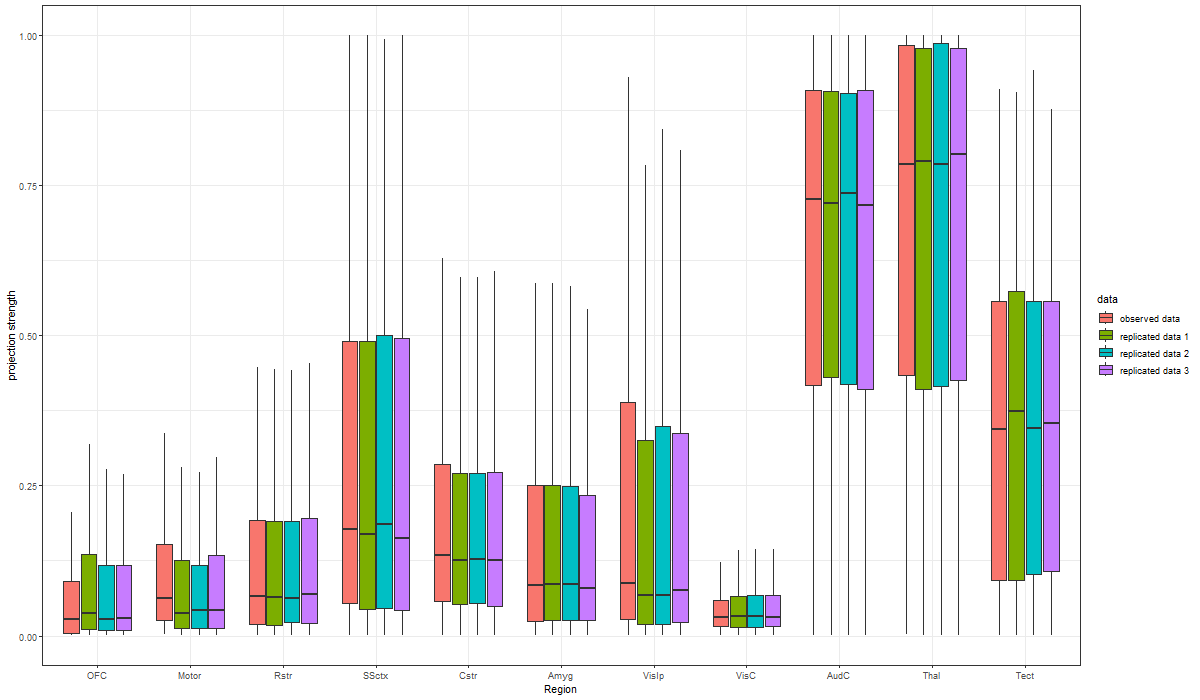 1.00
0.75
0.50
0.25
0.00
projection strength
OFC Motor Rstr SSctx Cstr Amyg VisIp VisC AudC Thal Tect
Region
data
observed data
replicated data 1
replicated data 2
replicated data 3